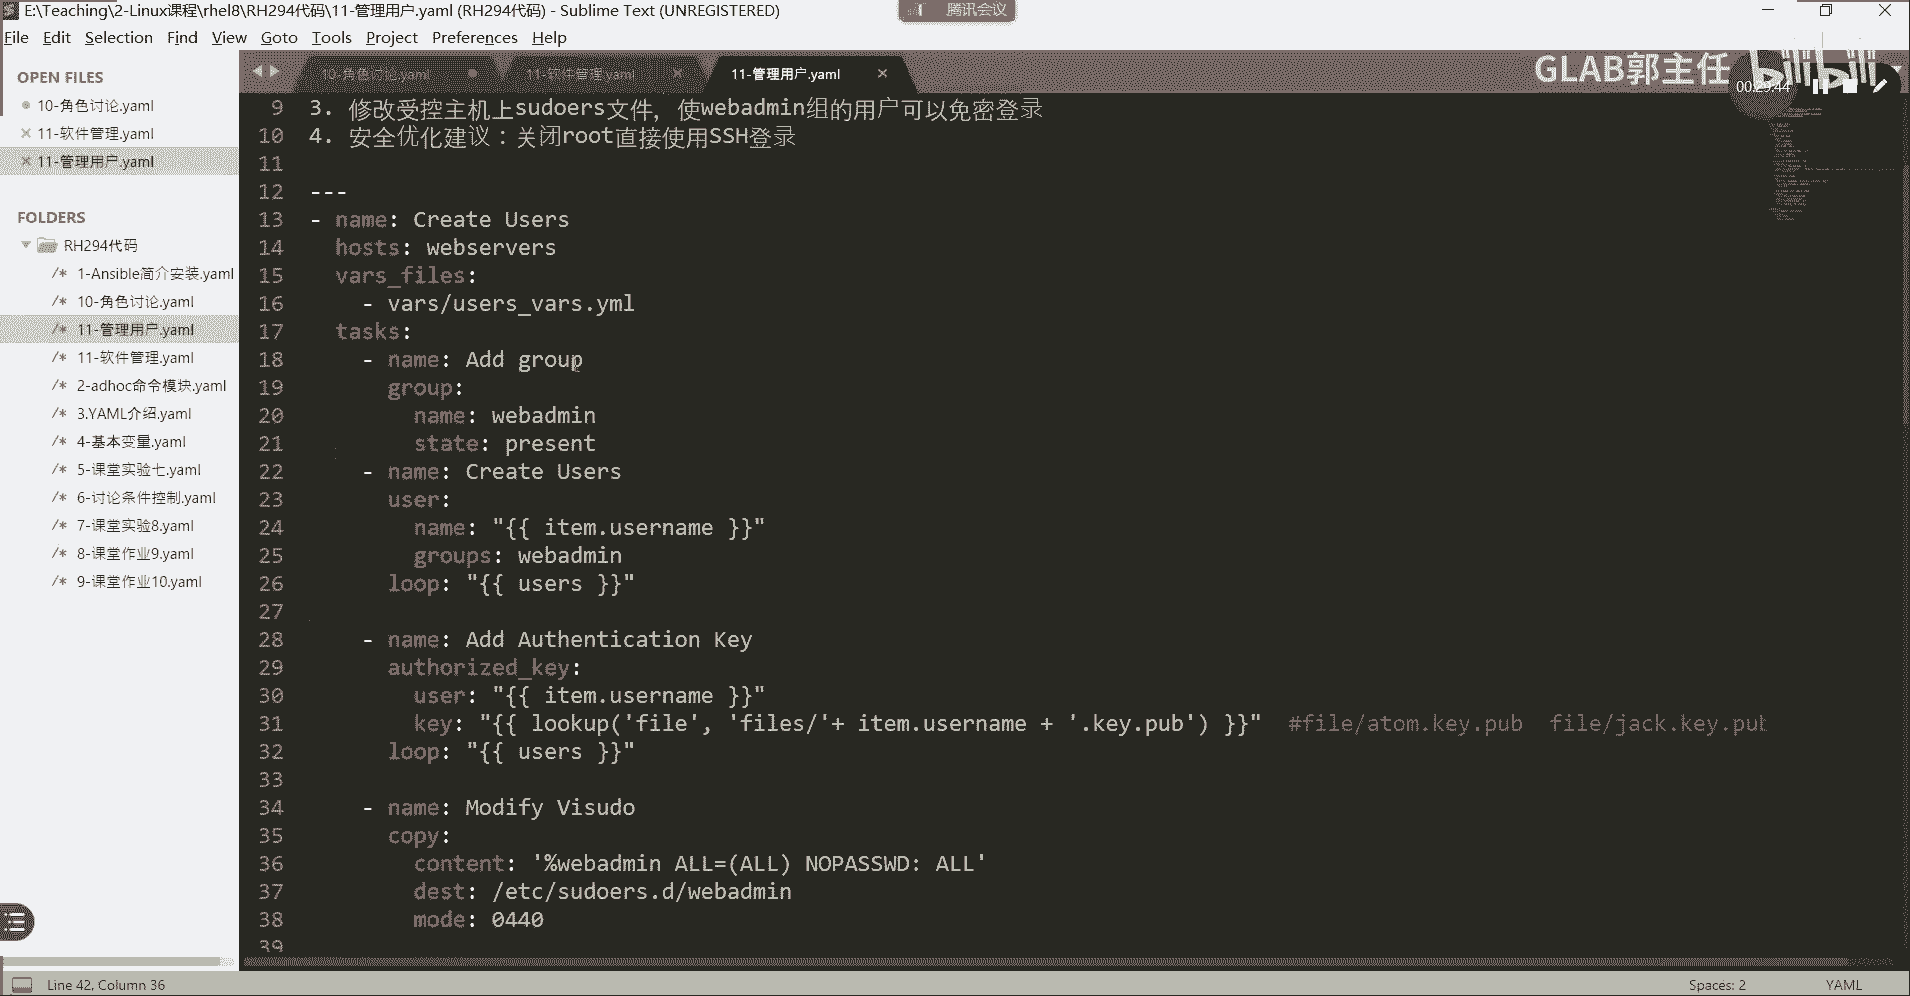 E:\Teaching\2-Linux课程\rhel8\RH294代码\11-管理用户.yaml (RH294代码) - Sublime Text (UNREGISTERED)
腾讯会议
File Edit Selection Find View Goto Tools Project Preferences Help
OPEN FILES
10-角色讨论.yaml
11-软件管理.yaml
11-管理用户.yaml
FOLDERS
RH294代码
/* 1-Ansible简介安装.yaml
/* 10-角色讨论.yaml
/* 11-管理用户.yaml
/* 11-软件管理.yaml
/* 2-adhoc命令模块.yaml
/* 3.YAML介绍.yaml
/* 4-基本变量.yaml
/* 5-课堂实验七.yaml
/* 6-讨论条件控制.yaml
/* 7-课堂实验8.yaml
/* 8-课堂作业9.yaml
/* 9-课堂作业10.yaml
10-角色讨论.yaml 11-软件管理.yaml 11-管理用户.yaml
GLAB郭主任 bilibili
00:29:44
9 3. 修改受控主机上sudoers文件，使webadmin组的用户可以免密登录
10 4. 安全优化建议：关闭root直接使用SSH登录
11
12 ---
13 - name: Create Users
14 hosts: webservers
15 vars_files:
16 - vars/users_vars.yml
17 tasks:
18 - name: Add group
19 group:
20 name: webadmin
21 state: present
22 - name: Create Users
23 user:
24 name: "{{ item.username }}"
25 groups: webadmin
26 loop: "{{ users }}"
27
28 - name: Add Authentication Key
29 authorized_key:
30 user: "{{ item.username }}"
31 key: "{{ lookup('file', 'files/'+ item.username + '.key.pub') }}" #file/atom.key.pub file/jack.key.pub
32 loop: "{{ users }}"
33
34 - name: Modify Visudo
35 copy:
36 content: '%webadmin ALL=(ALL) NOPASSWD: ALL'
37 dest: /etc/sudoers.d/webadmin
38 mode: 0440
39
Line 42, Column 36
Spaces: 2
YAML